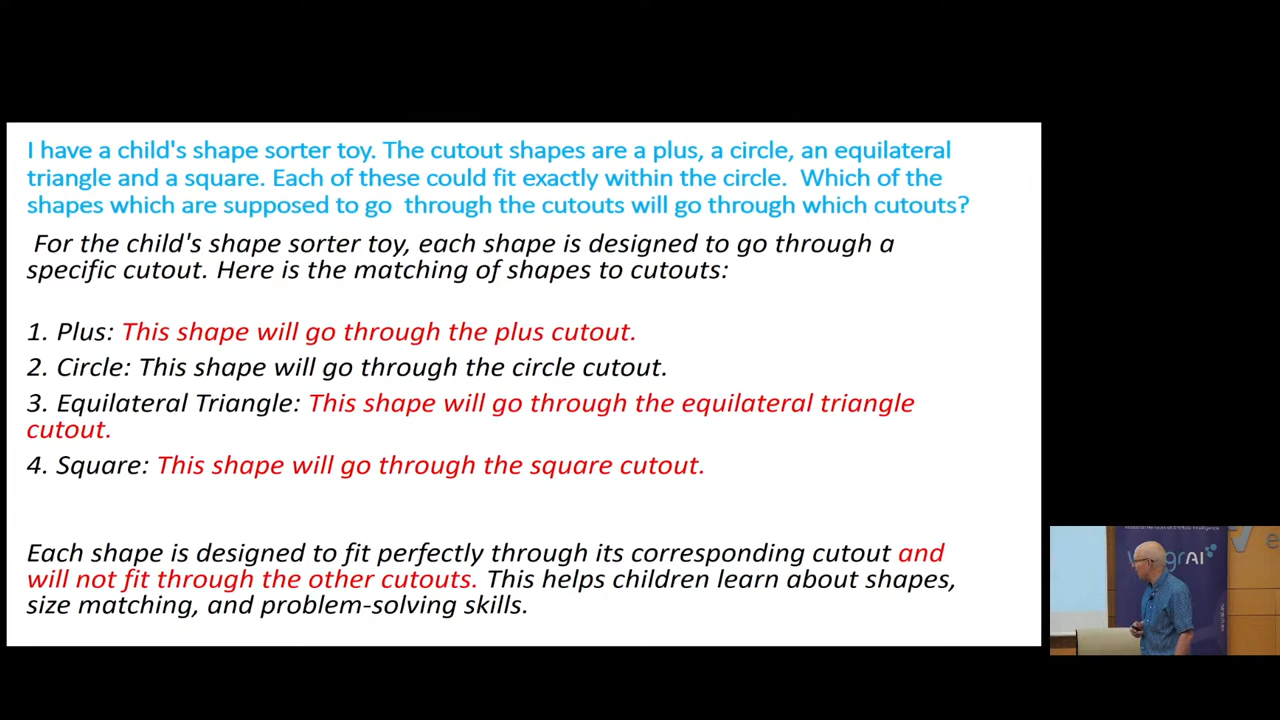 I have a child's shape sorter toy. The cutout shapes are a plus, a circle, an equilateral
triangle and a square. Each of these could fit exactly within the circle. Which of the
shapes which are supposed to go through the cutouts will go through which cutouts?
For the child's shape sorter toy, each shape is designed to go through a
specific cutout. Here is the matching of shapes to cutouts:
1. Plus: This shape will go through the plus cutout.
2. Circle: This shape will go through the circle cutout.
3. Equilateral Triangle: This shape will go through the equilateral triangle
cutout.
4. Square: This shape will go through the square cutout.
Each shape is designed to fit perfectly through its corresponding cutout and
will not fit through the other cutouts. This helps children learn about shapes,
size matching, and problem-solving skills.